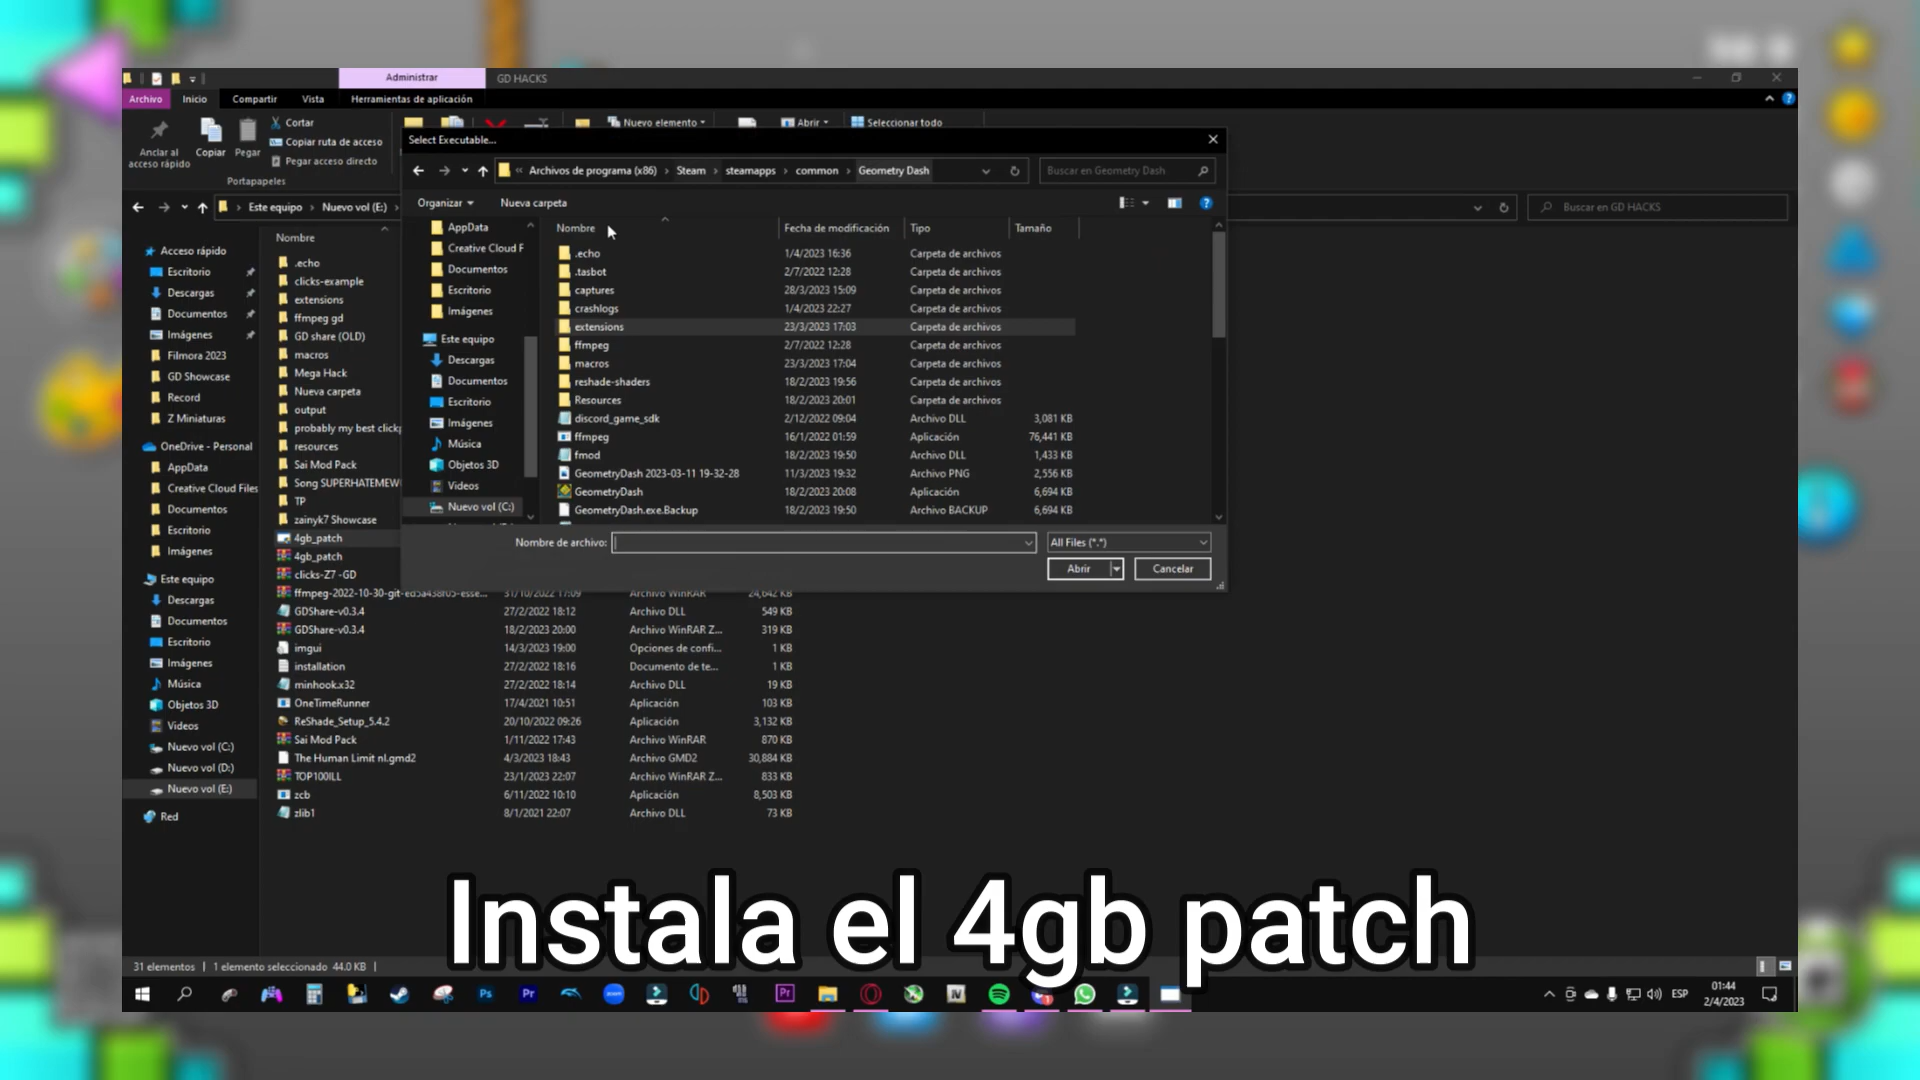 Administrar
GD HACKS
Archivo
Inicio
Compartir
Vista
Herramientas de aplicación
Anclar al
acceso rápido
Copiar
Pegar
Cortar
Copiar ruta de acceso
Pegar acceso directo
Portapapeles
Nuevo elemento
Abrir
Seleccionar todo
Este equipo
Nuevo vol (E:)
Buscar en GD HACKS
Select Executable...
« Archivos de programa (x86) › Steam › steamapps › common › Geometry Dash
Buscar en Geometry Dash
Organizar
Nueva carpeta
AppData
Creative Cloud F
Documentos
Escritorio
Imágenes
Este equipo
Descargas
Documentos
Escritorio
Imágenes
Música
Objetos 3D
Videos
Nuevo vol (C:)
Nombre Fecha de modificación Tipo Tamaño
.echo 1/4/2023 16:36 Carpeta de archivos
.tasbot 2/7/2022 12:28 Carpeta de archivos
captures 28/3/2023 15:09 Carpeta de archivos
crashlogs 1/4/2023 22:27 Carpeta de archivos
extensions 23/3/2023 17:03 Carpeta de archivos
ffmpeg 2/7/2022 12:28 Carpeta de archivos
macros 23/3/2023 17:04 Carpeta de archivos
reshade-shaders 18/2/2023 19:56 Carpeta de archivos
Resources 18/2/2023 20:01 Carpeta de archivos
discord_game_sdk 2/12/2022 09:04 Archivo DLL 3,081 KB
ffmpeg 16/1/2022 01:59 Aplicación 76,441 KB
fmod 18/2/2023 19:50 Archivo DLL 1,433 KB
GeometryDash 2023-03-11 19-32-28 11/3/2023 19:32 Archivo PNG 2,556 KB
GeometryDash 18/2/2023 20:08 Aplicación 6,694 KB
GeometryDash.exe.Backup 18/2/2023 19:50 Archivo BACKUP 6,694 KB
Nombre de archivo:
All Files (*.*)
Abrir
Cancelar
Acceso rápido
Escritorio
Descargas
Documentos
Imágenes
Filmora 2023
GD Showcase
Record
Z Miniaturas
OneDrive - Personal
AppData
Creative Cloud Files
Documentos
Escritorio
Imágenes
Este equipo
Descargas
Documentos
Escritorio
Imágenes
Música
Objetos 3D
Videos
Nuevo vol (C:)
Nuevo vol (D:)
Nuevo vol (E:)
Red
Nombre
.echo
clicks-example
extensions
ffmpeg gd
GD share (OLD)
macros
Mega Hack
Nueva carpeta
output
probably my best clickp
resources
Sai Mod Pack
Song SUPERHATEMEW
TP
zainyk7 Showcase
4gb_patch
4gb_patch
clicks-Z7 -GD
ffmpeg-2022-10-30-git-ed5a438f05-esse... 31/10/2022 17:09 Archivo WinRAR 24,642 KB
GDShare-v0.3.4 27/2/2022 18:12 Archivo DLL 549 KB
GDShare-v0.3.4 18/2/2023 20:00 Archivo WinRAR Z... 319 KB
imgui 14/3/2023 19:00 Opciones de confi... 1 KB
installation 27/2/2022 18:16 Documento de te... 1 KB
minhook.x32 27/2/2022 18:14 Archivo DLL 19 KB
OneTimeRunner 17/4/2021 10:51 Aplicación 103 KB
ReShade_Setup_5.4.2 20/10/2022 09:26 Aplicación 3,132 KB
Sai Mod Pack 1/11/2022 17:43 Archivo WinRAR 870 KB
The Human Limit nl.gmd2 4/3/2023 18:43 Archivo GMD2 30,884 KB
TOP100ILL 23/1/2023 22:07 Archivo WinRAR Z... 833 KB
zcb 6/11/2022 10:10 Aplicación 8,503 KB
zlib1 8/1/2021 22:07 Archivo DLL 73 KB
Instala el 4gb patch
31 elementos | 1 elemento seleccionado 44.0 KB |
Ps
Pr
zoom
IV
ESP
01:44
2/4/2023